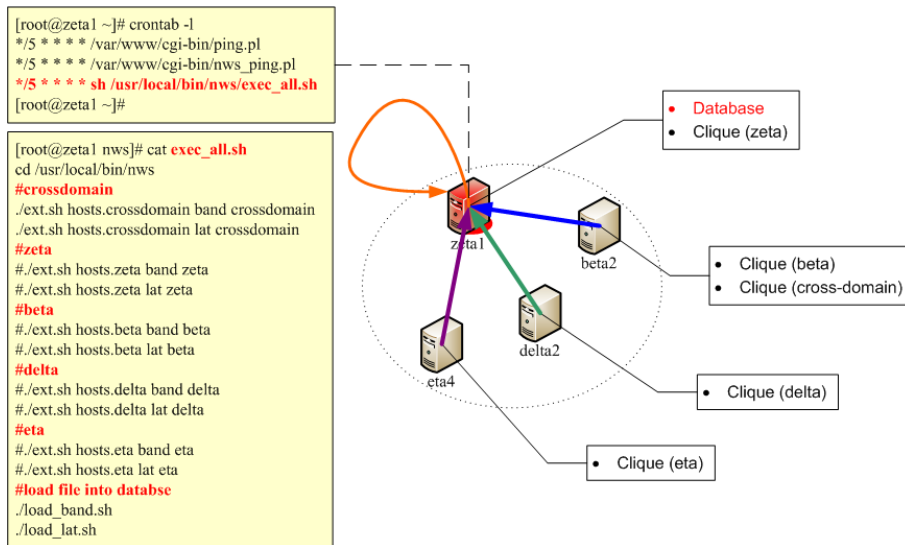 [root@zeta1 ~]# crontab -l
*/5 * * * * /var/www/cgi-bin/ping.pl
*/5 * * * * /var/www/cgi-bin/nws_ping.pl
*/5 * * * * sh /usr/local/bin/nws/exec_all.sh
[root@zeta1 ~]#
[root@zeta1 nws]# cat exec_all.sh
cd /usr/local/bin/nws
#crossdomain
./ext.sh hosts.crossdomain band crossdomain
./ext.sh hosts.crossdomain lat crossdomain
#zeta
#./ext.sh hosts.zeta band zeta
#./ext.sh hosts.zeta lat zeta
#beta
#./ext.sh hosts.beta band beta
#./ext.sh hosts.beta lat beta
#delta
#./ext.sh hosts.delta band delta
#./ext.sh hosts.delta lat delta
#eta
#./ext.sh hosts.eta band eta
#./ext.sh hosts.eta lat eta
#load file into databse
./load_band.sh
./load_lat.sh
zeta1
beta2
delta2
eta4
• Database
• Clique (zeta)
• Clique (beta)
• Clique (cross-domain)
• Clique (delta)
• Clique (eta)